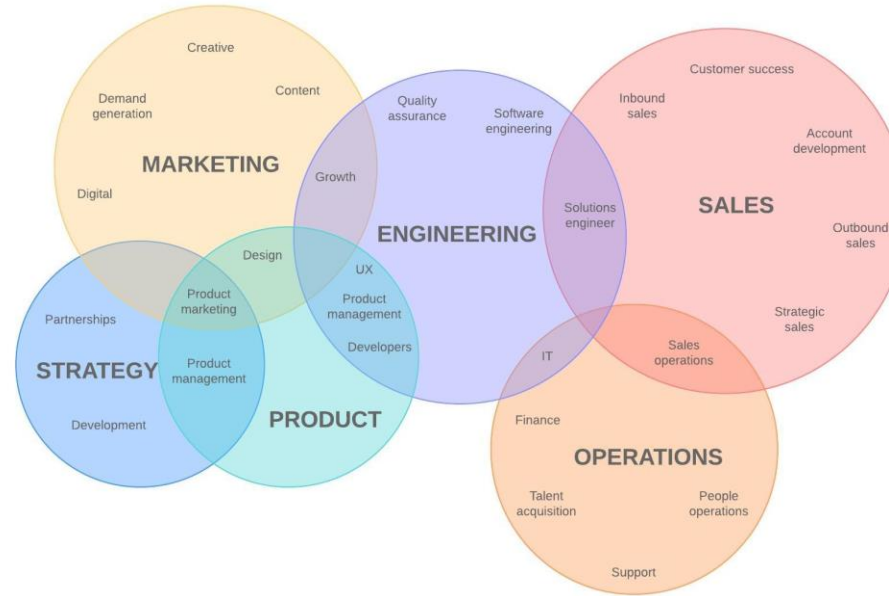 Creative
Demand
generation
Content
Digital
MARKETING
Growth
Quality
assurance
Software
engineering
ENGINEERING
Solutions
engineer
Customer success
Inbound
sales
Account
development
SALES
Outbound
sales
Strategic
sales
Design
Product
marketing
UX
Product
management
Developers
Partnerships
STRATEGY
Product
management
Development
PRODUCT
IT
Sales
operations
Finance
OPERATIONS
Talent
acquisition
People
operations
Support